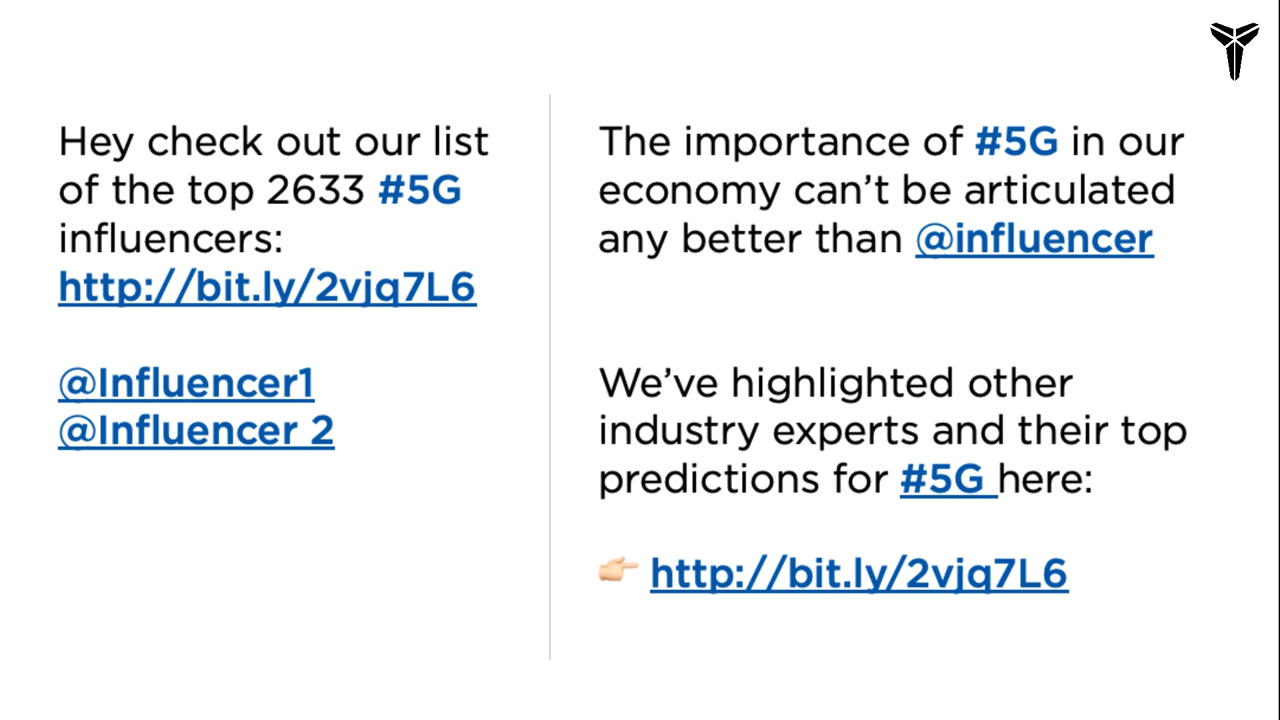 Hey check out our list
of the top 2633 #5G
influencers:
http://bit.ly/2vjq7L6
@Influencer1
@Influencer 2
The importance of #5G in our
economy can’t be articulated
any better than @influencer
We’ve highlighted other
industry experts and their top
predictions for #5G here:
👉🏻 http://bit.ly/2vjq7L6